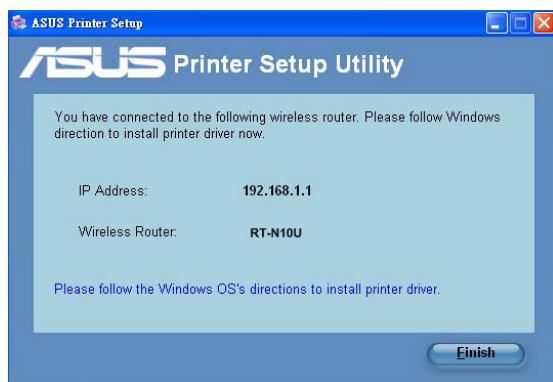 ASUS Printer Setup
ASUS Printer Setup Utility
You have connected to the following wireless router. Please follow Windows
direction to install printer driver now.
IP Address: 192.168.1.1
Wireless Router: RT-N10U
Please follow the Windows OS's directions to install printer driver.
Finish